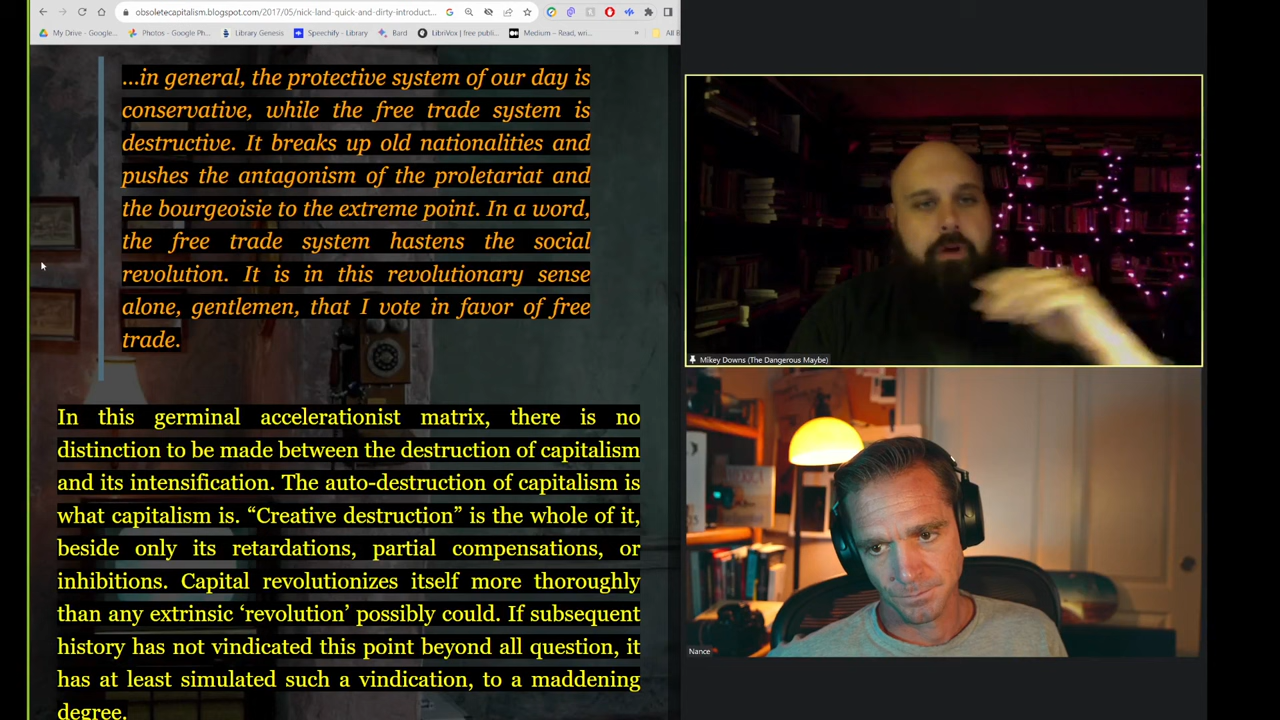 obsoletecapitalism.blogspot.com/2017/05/nick-land-quick-and-dirty-introduct...
My Drive - Google... Photos - Google Ph... Library Genesis Speechify - Library Bard LibriVox | free publi... Medium – Read, wri... » All B
...in general, the protective system of our day is
conservative, while the free trade system is
destructive. It breaks up old nationalities and
pushes the antagonism of the proletariat and
the bourgeoisie to the extreme point. In a word,
the free trade system hastens the social
revolution. It is in this revolutionary sense
alone, gentlemen, that I vote in favor of free
trade.
In this germinal accelerationist matrix, there is no
distinction to be made between the destruction of capitalism
and its intensification. The auto-destruction of capitalism is
what capitalism is. “Creative destruction” is the whole of it,
beside only its retardations, partial compensations, or
inhibitions. Capital revolutionizes itself more thoroughly
than any extrinsic ‘revolution’ possibly could. If subsequent
history has not vindicated this point beyond all question, it
has at least simulated such a vindication, to a maddening
degree.
Mikey Downs (The Dangerous Maybe)
Nance